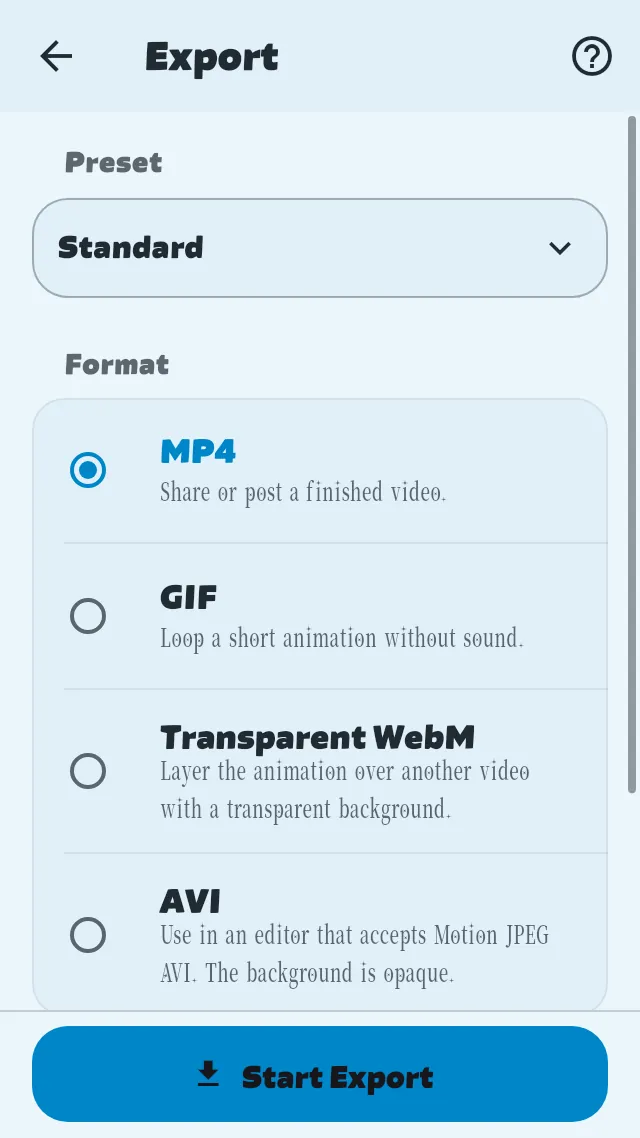 Export
Preset
Standard
Format
MP4
Share or post a finished video.
GIF
Loop a short animation without sound.
Transparent WebM
Layer the animation over another video
with a transparent background.
AVI
Use in an editor that accepts Motion JPEG
AVI. The background is opaque.
Start Export